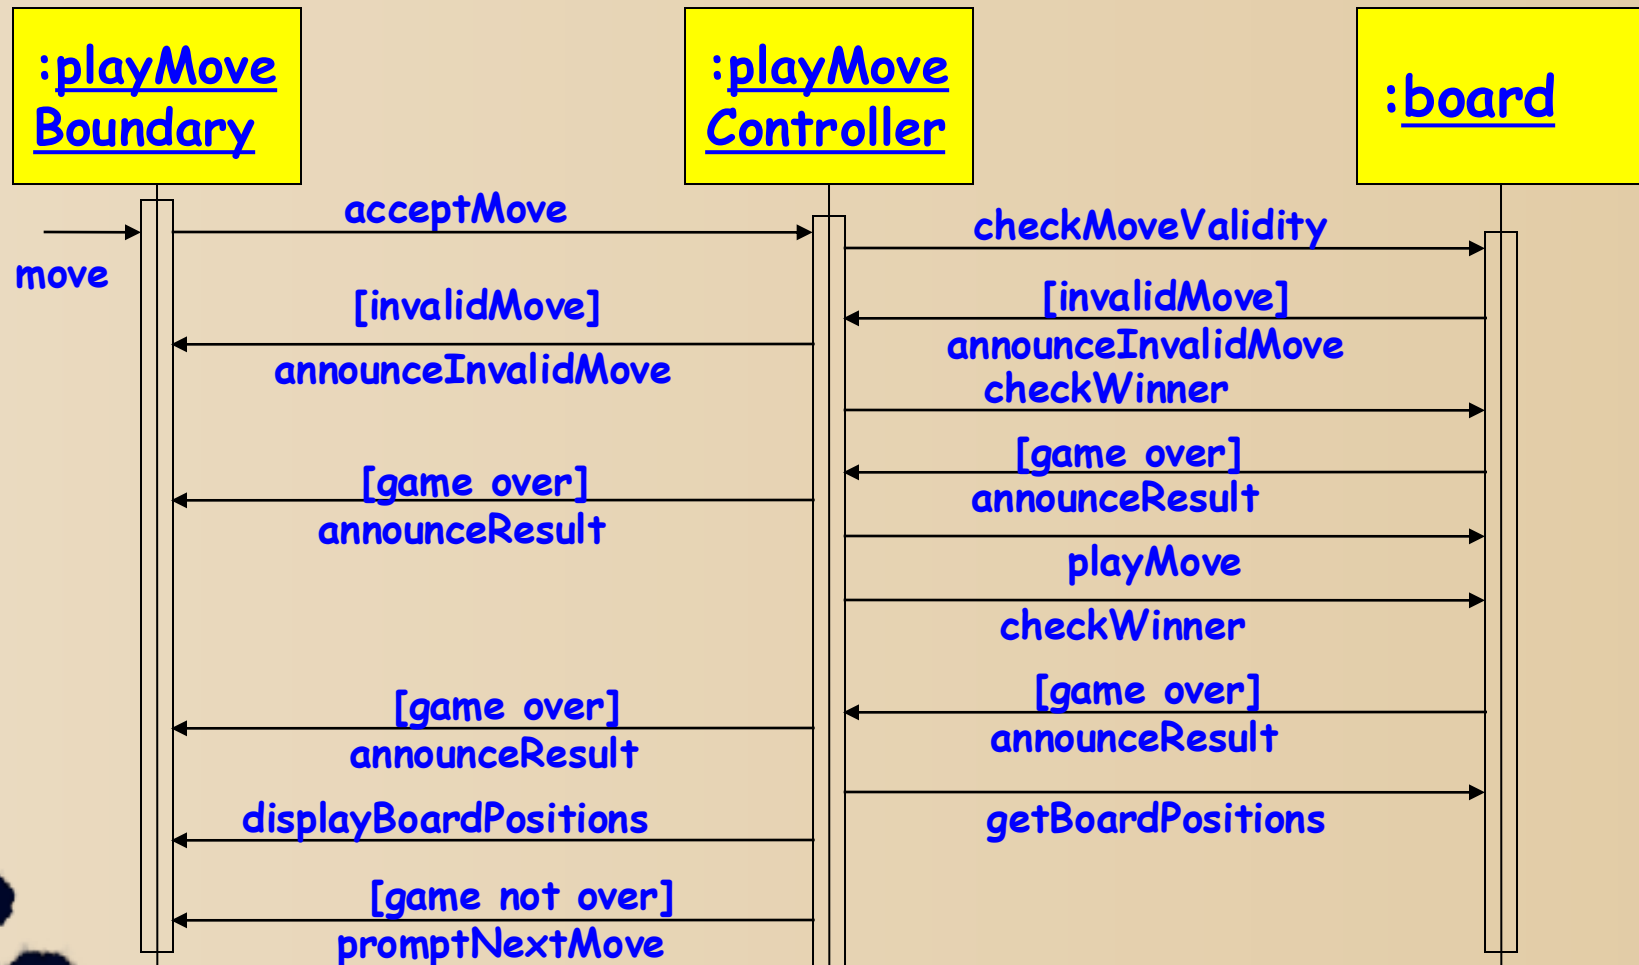 :playMove
Boundary
:playMove
Controller
:board
acceptMove
checkMoveValidity
move
[invalidMove]
announceInvalidMove
[invalidMove]
announceInvalidMove
checkWinner
[game over]
announceResult
[game over]
announceResult
playMove
checkWinner
[game over]
announceResult
[game over]
announceResult
displayBoardPositions
getBoardPositions
[game not over]
promptNextMove